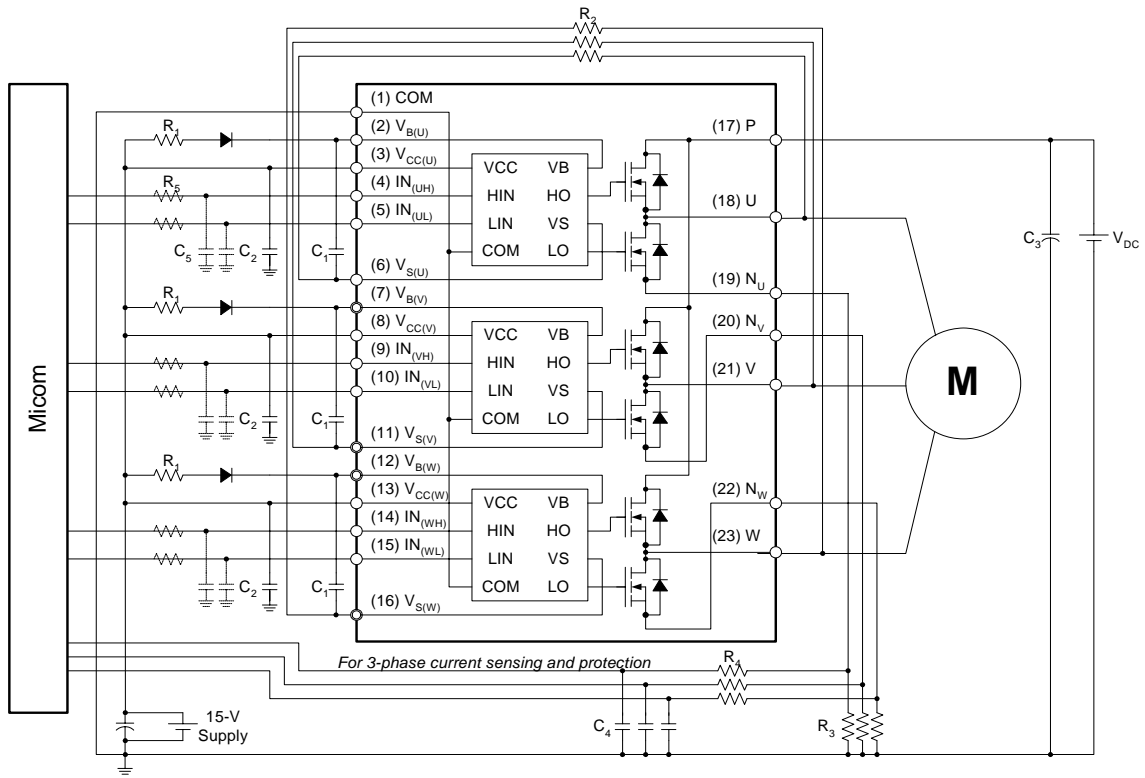 R2
(1) COM
R1
(2) VB(U)
(3) VCC(U)
R5
(4) IN(UH)
(5) IN(UL)
C5
C2
C1
(6) VS(U)
VCC
VB
HIN
HO
LIN
VS
COM
LO
(17) P
(18) U
(19) NU
R1
(7) VB(V)
(8) VCC(V)
(9) IN(VH)
(10) IN(VL)
C2
C1
(11) VS(V)
VCC
VB
HIN
HO
LIN
VS
COM
LO
(20) NV
(21) V
R1
(12) VB(W)
(13) VCC(W)
(14) IN(WH)
(15) IN(WL)
C2
C1
(16) VS(W)
VCC
VB
HIN
HO
LIN
VS
COM
LO
(22) NW
(23) W
Micom
C3
VDC
M
For 3-phase current sensing and protection
R4
C4
R3
15-V
Supply